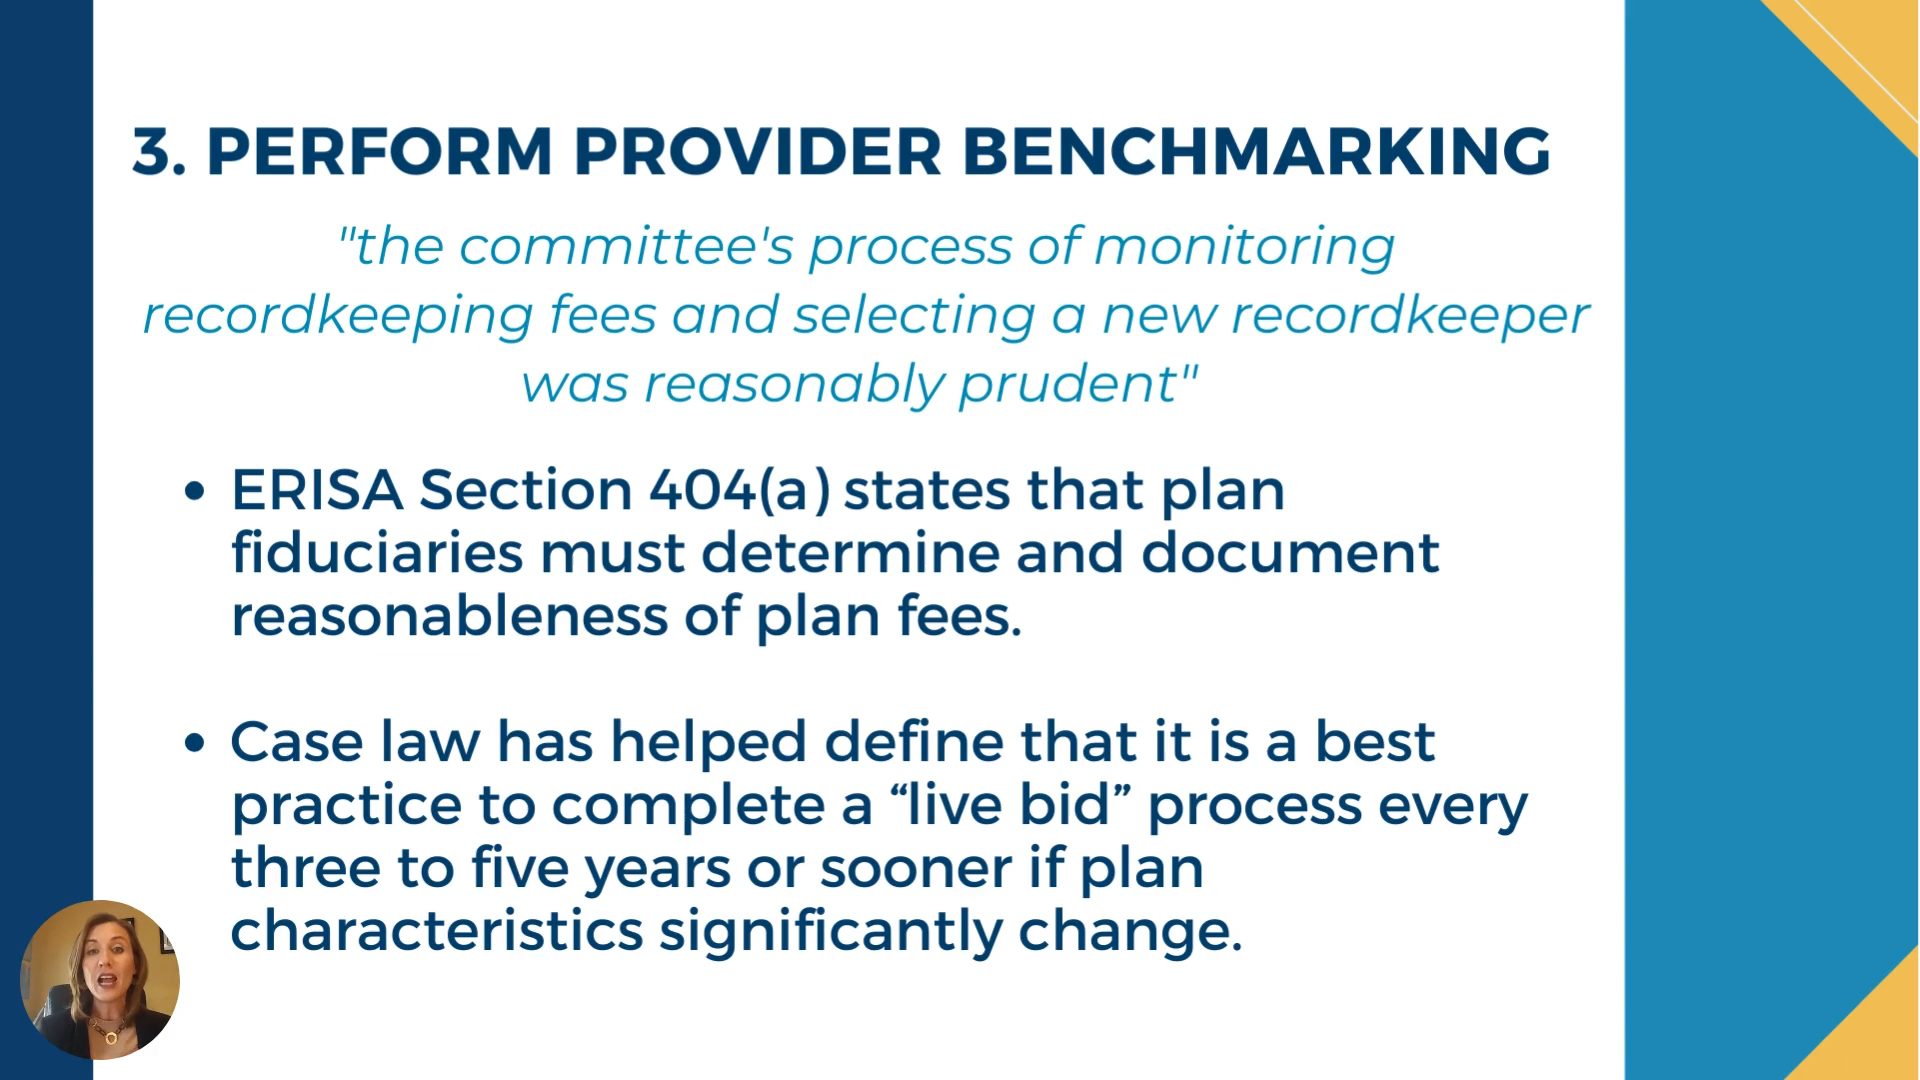 3. PERFORM PROVIDER BENCHMARKING
"the committee's process of monitoring
recordkeeping fees and selecting a new recordkeeper
was reasonably prudent"
• ERISA Section 404(a) states that plan
fiduciaries must determine and document
reasonableness of plan fees.
• Case law has helped define that it is a best
practice to complete a “live bid” process every
three to five years or sooner if plan
characteristics significantly change.